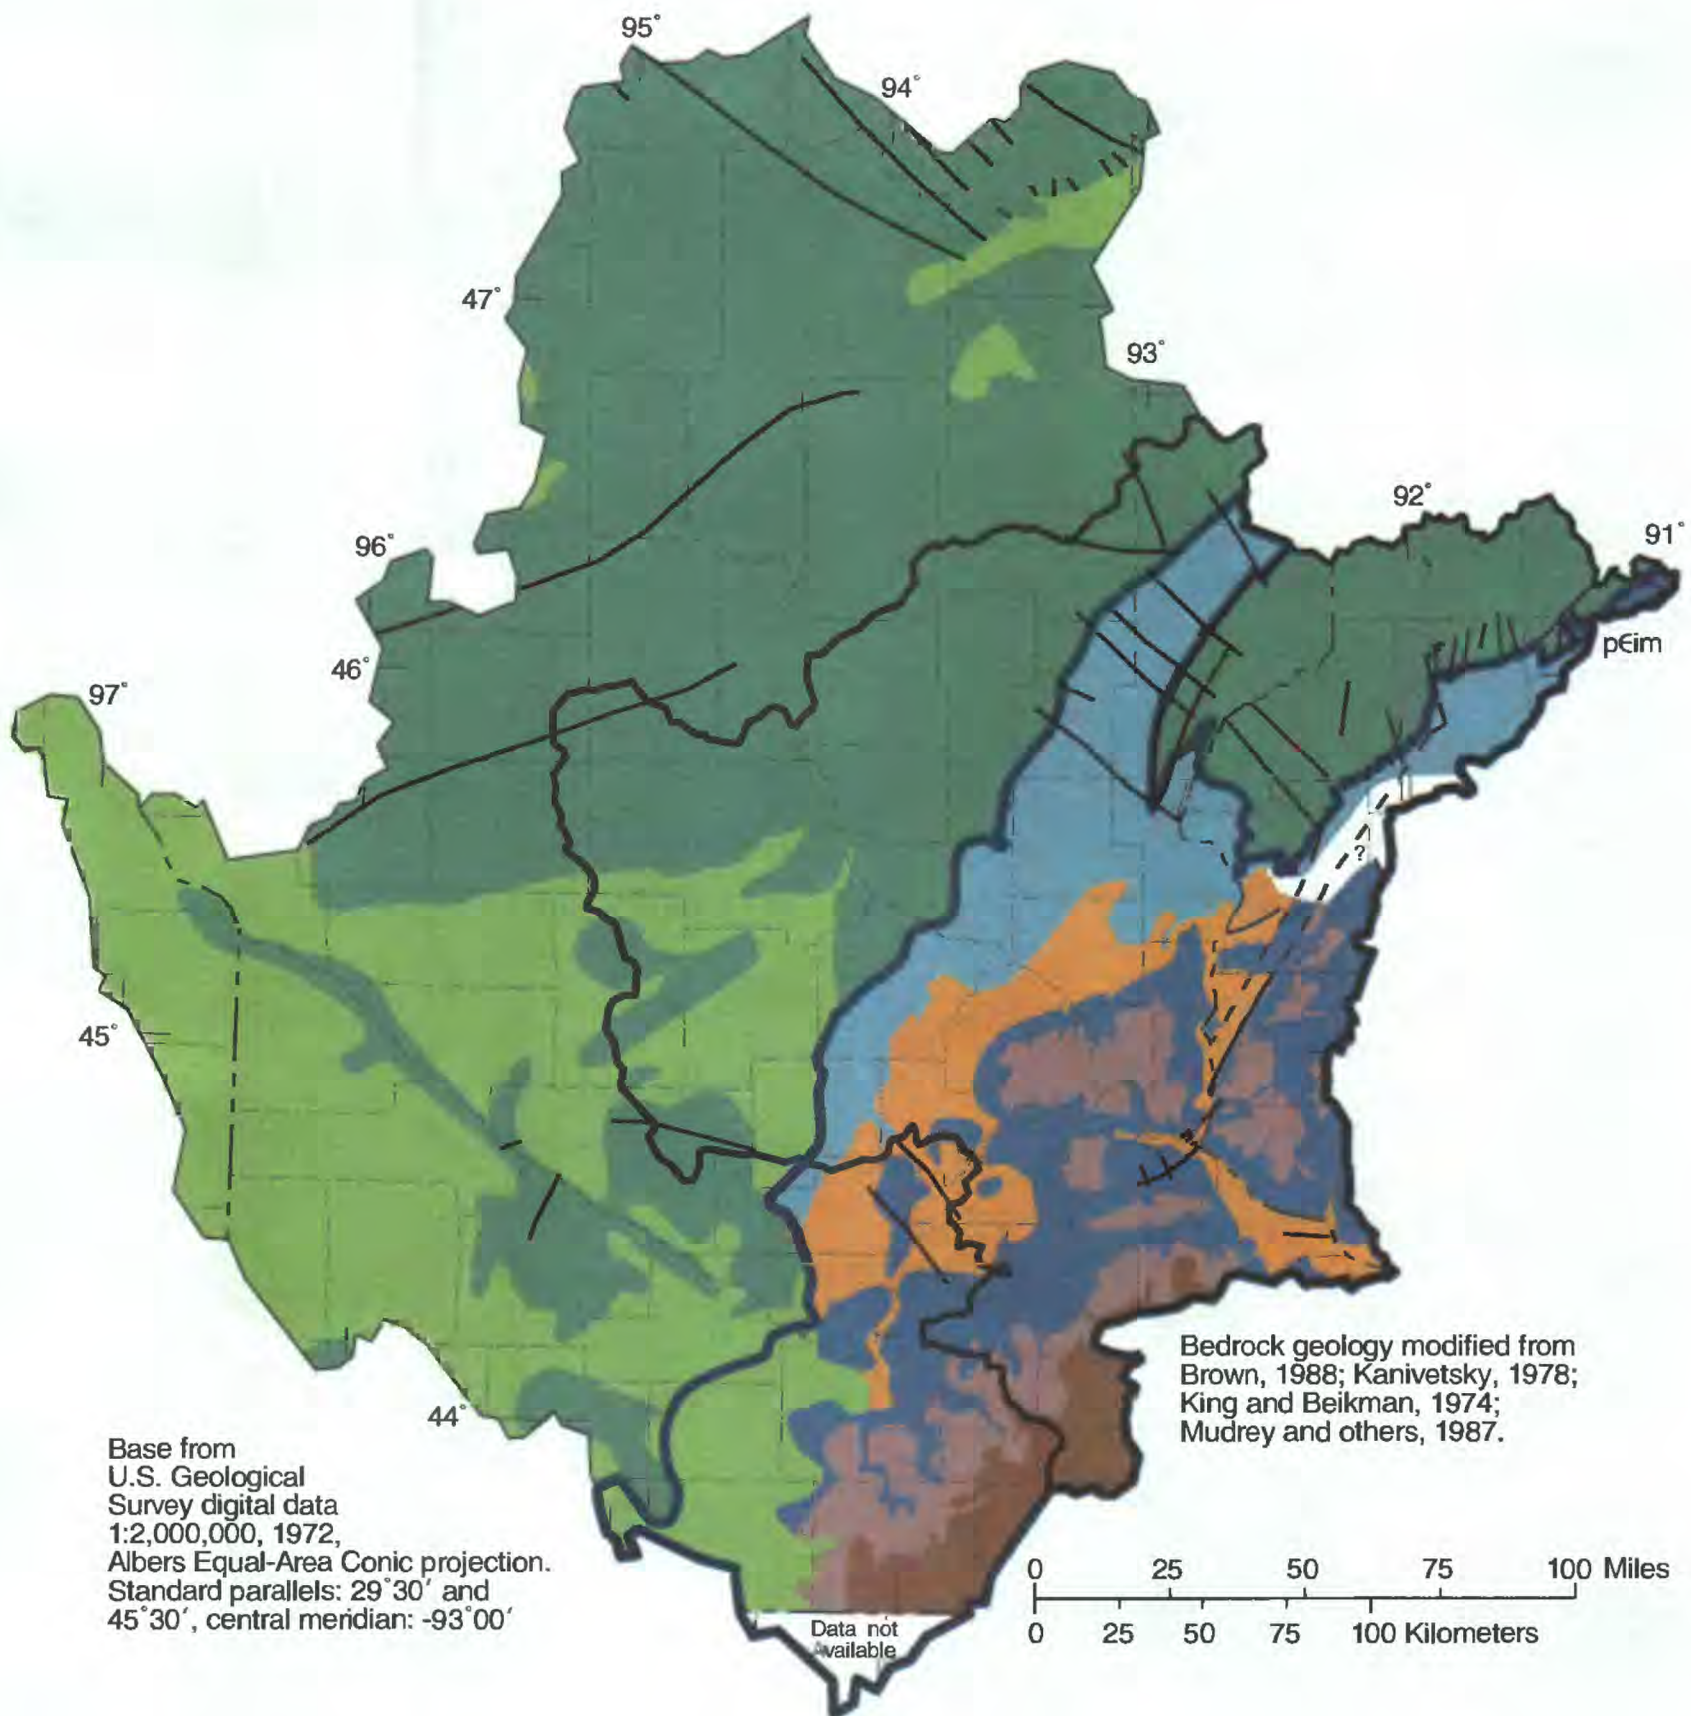 95°
94°
47°
93°
92°
96°
91°
46°
pЄim
97°
?
45°
44°
Bedrock geology modified from
Brown, 1988; Kanivetsky, 1978;
King and Beikman, 1974;
Mudrey and others, 1987.
Base from
U.S. Geological
Survey digital data
1:2,000,000, 1972,
Albers Equal-Area Conic projection.
Standard parallels: 29°30′ and
45°30′, central meridian: -93°00′
0 25 50 75 100 Miles
0 25 50 75 100 Kilometers
Data not
Available